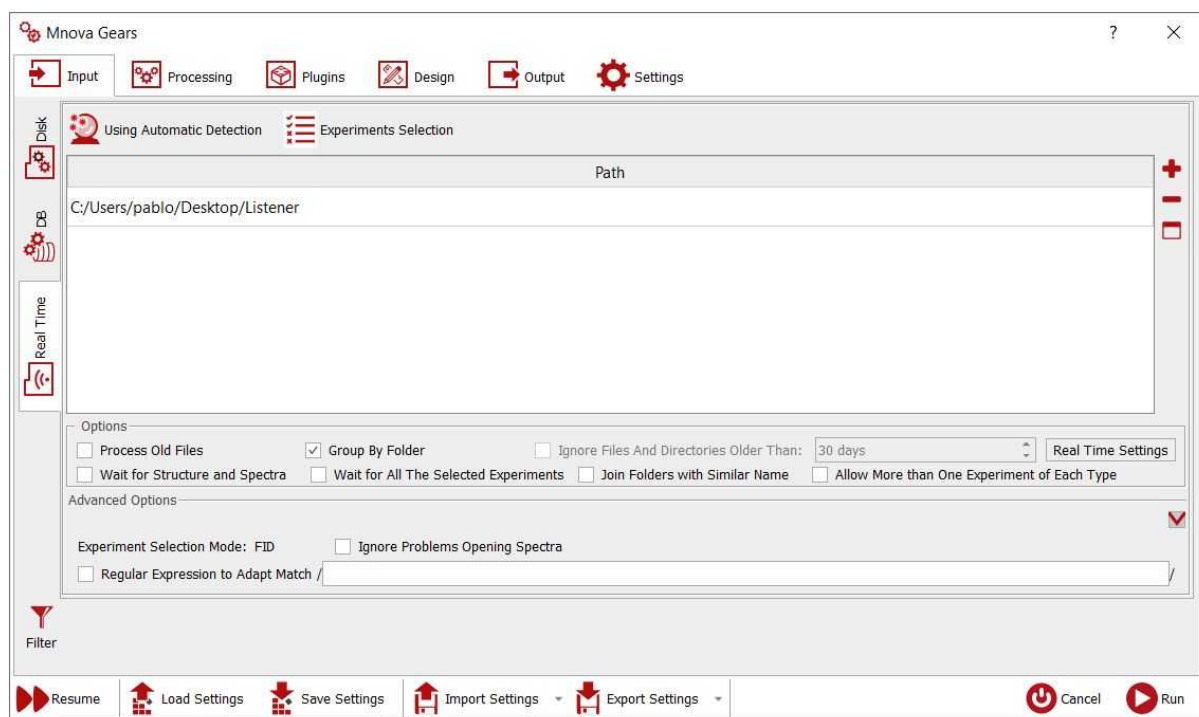 Mnova Gears ?
Input Processing Plugins Design Output Settings
Disk
DB
Real Time
Using Automatic Detection Experiments Selection
Path
C:/Users/pablo/Desktop/Listener
Options
Process Old Files Group By Folder Ignore Files And Directories Older Than: 30 days Real Time Settings
Wait for Structure and Spectra Wait for All The Selected Experiments Join Folders with Similar Name Allow More than One Experiment of Each Type
Advanced Options
Experiment Selection Mode: FID Ignore Problems Opening Spectra
Regular Expression to Adapt Match / /
Filter
Resume Load Settings Save Settings Import Settings Export Settings Cancel Run